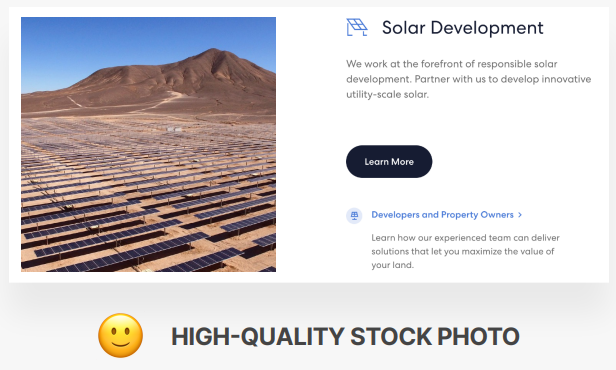 Solar Development
We work at the forefront of responsible solar
development. Partner with us to develop innovative
utility-scale solar.
Learn More
Developers and Property Owners >
Learn how our experienced team can deliver
solutions that let you maximize the value of
your land.
HIGH-QUALITY STOCK PHOTO